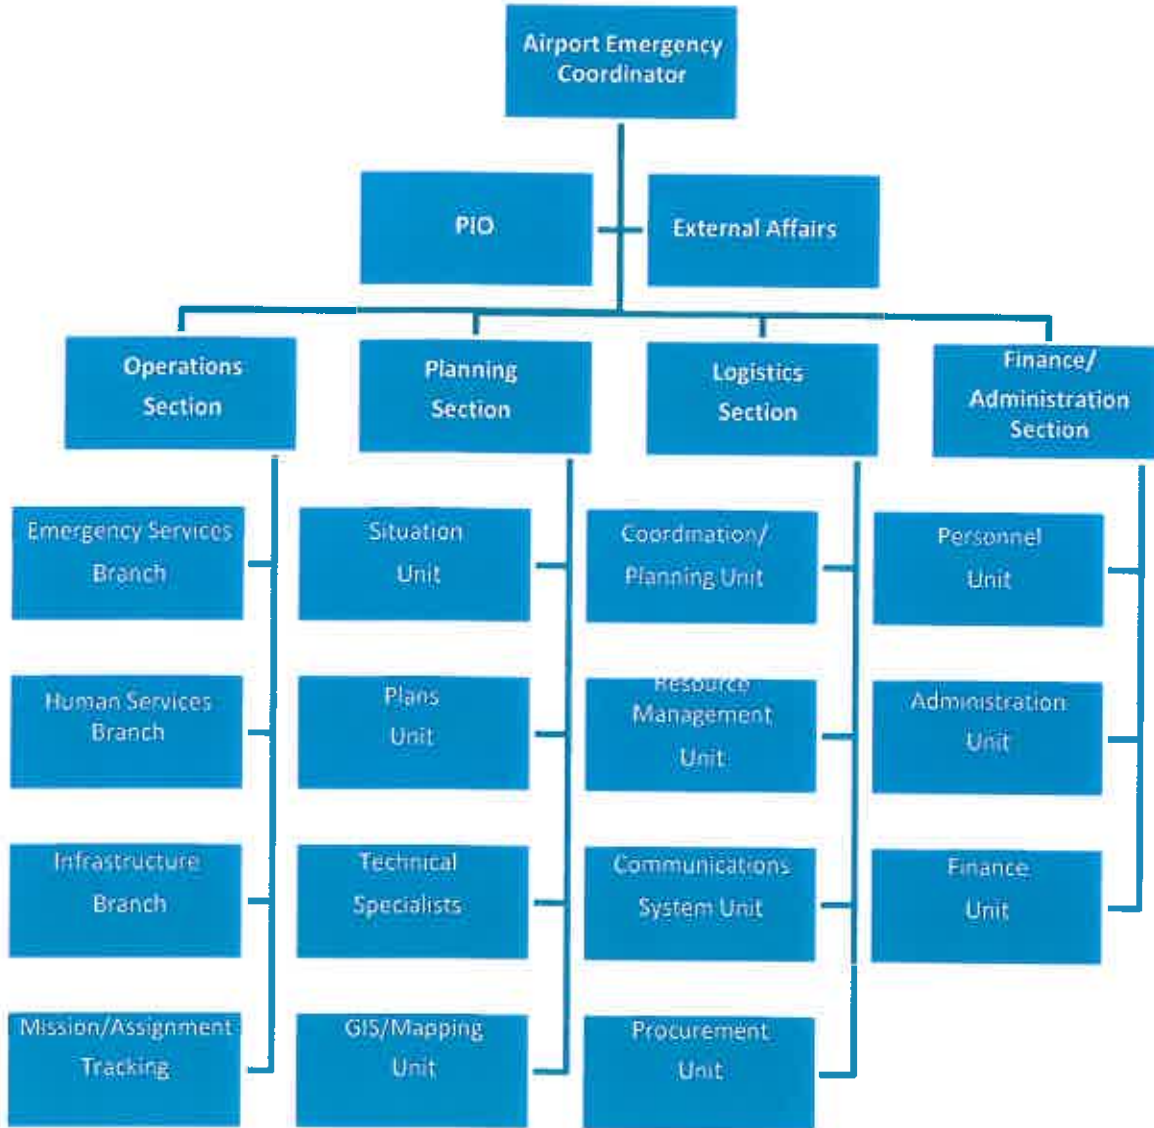 Airport Emergency
Coordinator
PIO
External Affairs
Operations
Section
Planning
Section
Logistics
Section
Finance/
Administration
Section
Emergency Services
Branch
Situation
Unit
Coordination/
Planning Unit
Personnel
Unit
Human Services
Branch
Plans
Unit
Resource
Management
Unit
Administration
Unit
Infrastructure
Branch
Technical
Specialists
Communications
System Unit
Finance
Unit
Mission/Assignment
Tracking
GIS/Mapping
Unit
Procurement
Unit